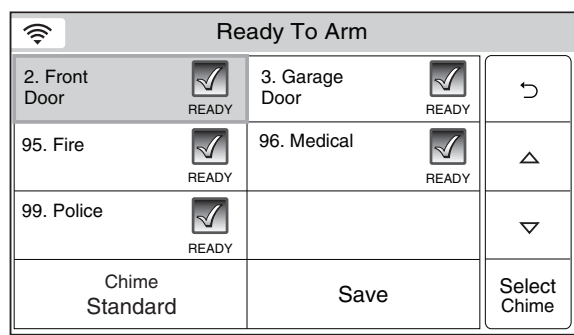 Ready To Arm
2. Front
Door
READY
3. Garage
Door
READY
95. Fire
READY
96. Medical
READY
99. Police
READY
Chime
Standard
Save
Select
Chime